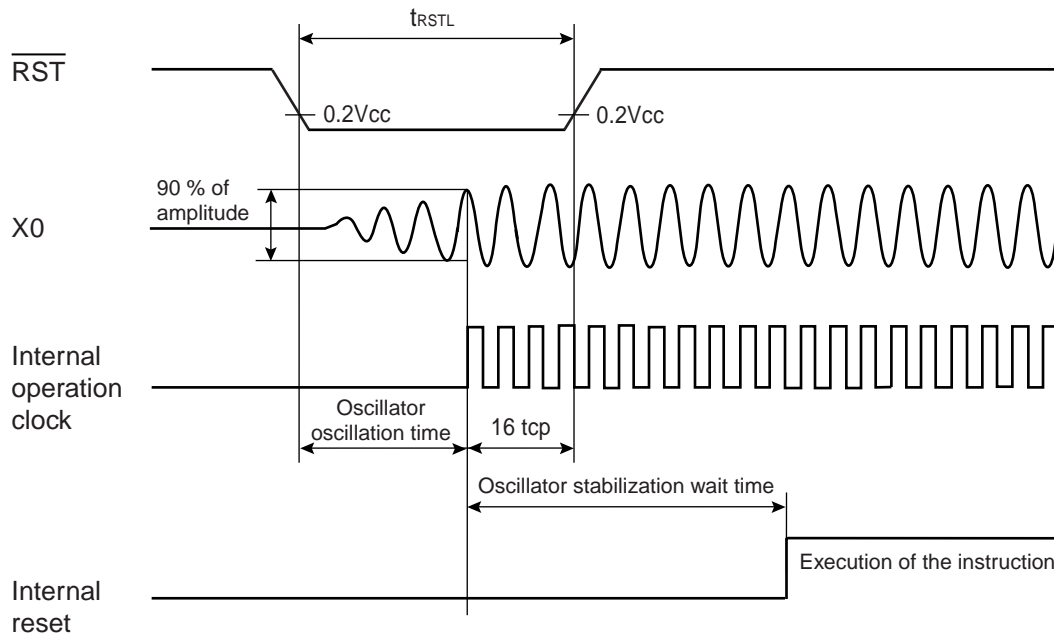 tRSTL
RST
0.2Vcc
0.2Vcc
90 % of
amplitude
X0
Internal
operation
clock
Oscillator
oscillation time
16 tcp
Oscillator stabilization wait time
Execution of the instruction
Internal
reset